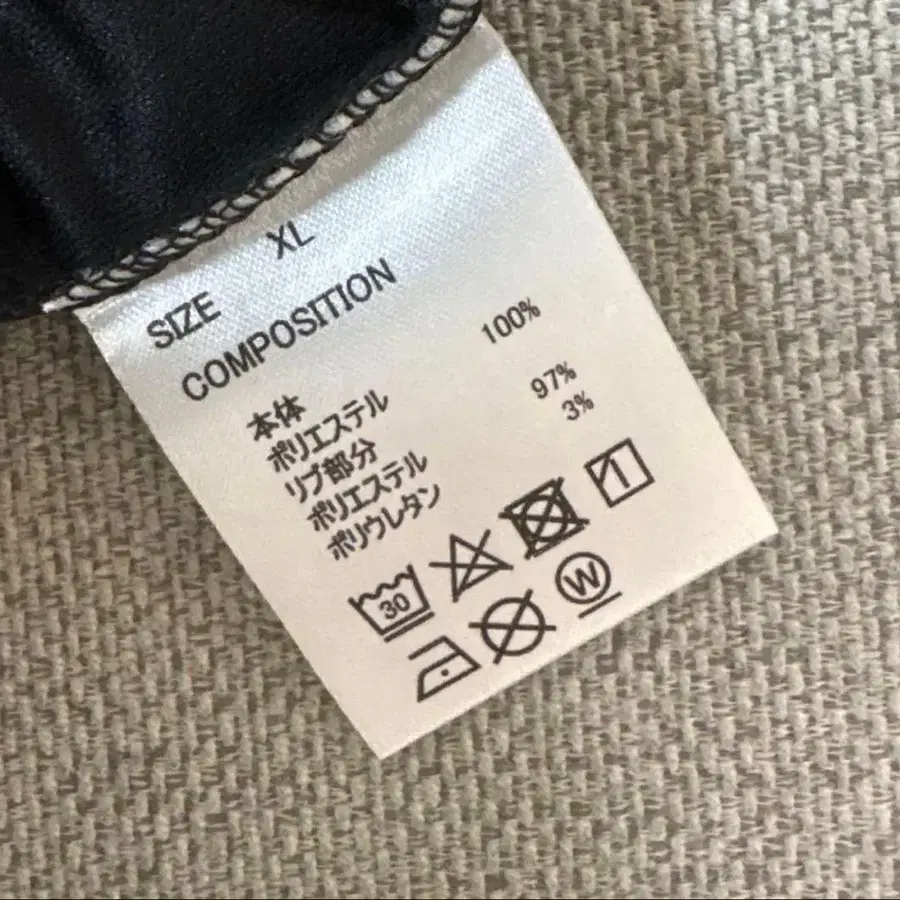 SIZE XL
COMPOSITION
本体
ポリエステル 100%
リブ部分
ポリエステル 97%
ポリウレタン 3%
30
W